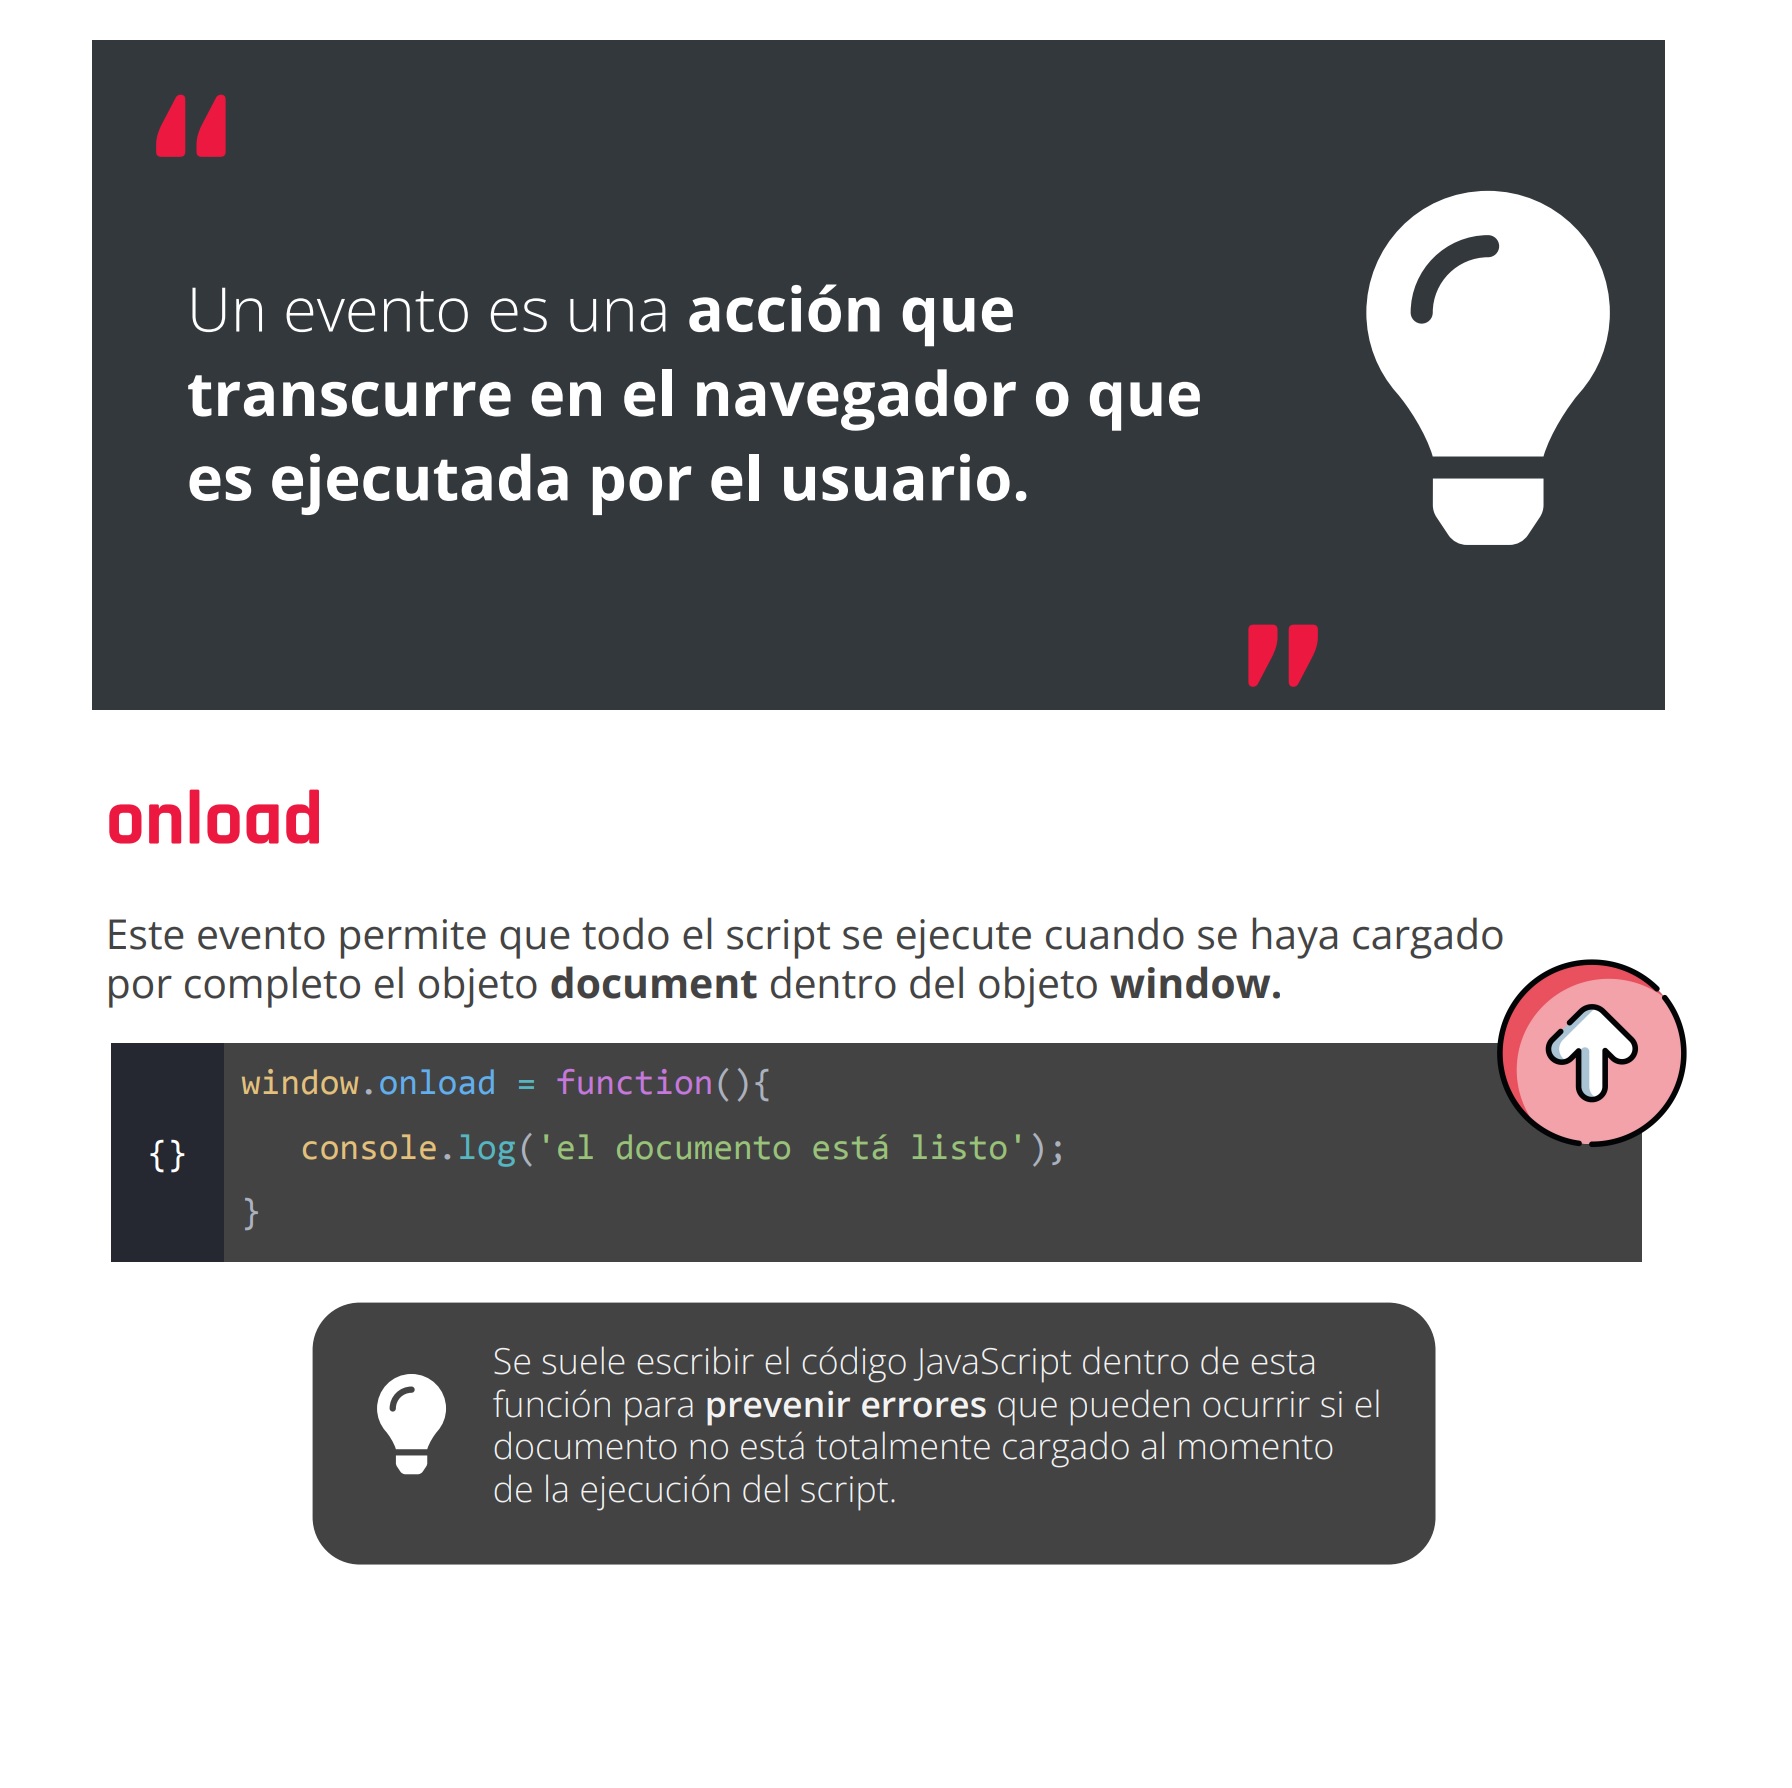 “
Un evento es una acción que
transcurre en el navegador o que
es ejecutada por el usuario.
”
onload
Este evento permite que todo el script se ejecute cuando se haya cargado
por completo el objeto document dentro del objeto window.
window.onload = function(){
{} console.log('el documento está listo');
}
Se suele escribir el código JavaScript dentro de esta
función para prevenir errores que pueden ocurrir si el
documento no está totalmente cargado al momento
de la ejecución del script.